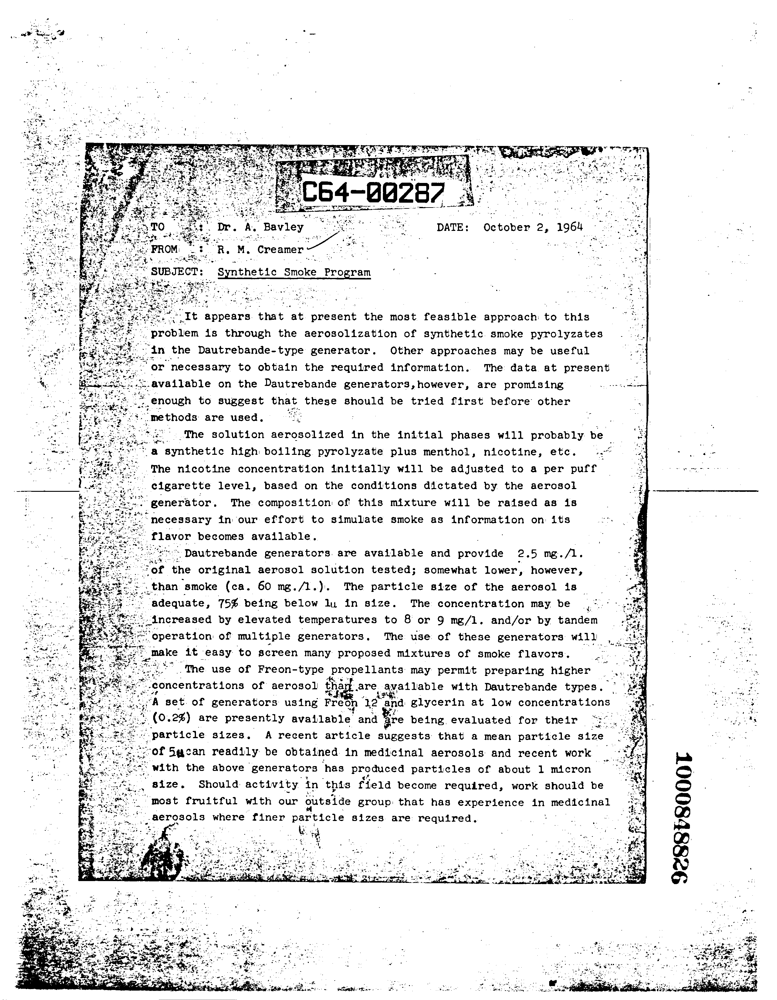 C64-00287
TO : Dr. A. Bavley DATE: October 2, 1964
FROM : R. M. Creamer
SUBJECT: Synthetic Smoke Program
It appears that at present the most feasible approach to this
problem is through the aerosolization of synthetic smoke pyrolyzates
in the Dautrebande-type generator. Other approaches may be useful
or necessary to obtain the required information. The data at present
available on the Dautrebande generators,however, are promising
enough to suggest that these should be tried first before other
methods are used.
The solution aerosolized in the initial phases will probably be
a synthetic high boiling pyrolyzate plus menthol, nicotine, etc.
The nicotine concentration initially will be adjusted to a per puff
cigarette level, based on the conditions dictated by the aerosol
generator. The composition of this mixture will be raised as is
necessary in our effort to simulate smoke as information on its
flavor becomes available.
Dautrebande generators are available and provide 2.5 mg./l.
of the original aerosol solution tested; somewhat lower, however,
than smoke (ca. 60 mg./l.). The particle size of the aerosol is
adequate, 75% being below 1µ in size. The concentration may be
increased by elevated temperatures to 8 or 9 mg/l. and/or by tandem
operation of multiple generators. The use of these generators will
make it easy to screen many proposed mixtures of smoke flavors.
The use of Freon-type propellants may permit preparing higher
concentrations of aerosol than are available with Dautrebande types.
A set of generators using Freon 12 and glycerin at low concentrations
(0.2%) are presently available and are being evaluated for their
particle sizes. A recent article suggests that a mean particle size
of 5µ can readily be obtained in medicinal aerosols and recent work
with the above generators has produced particles of about 1 micron
size. Should activity in this field become required, work should be
most fruitful with our outside group that has experience in medicinal
aerosols where finer particle sizes are required.
1000848826